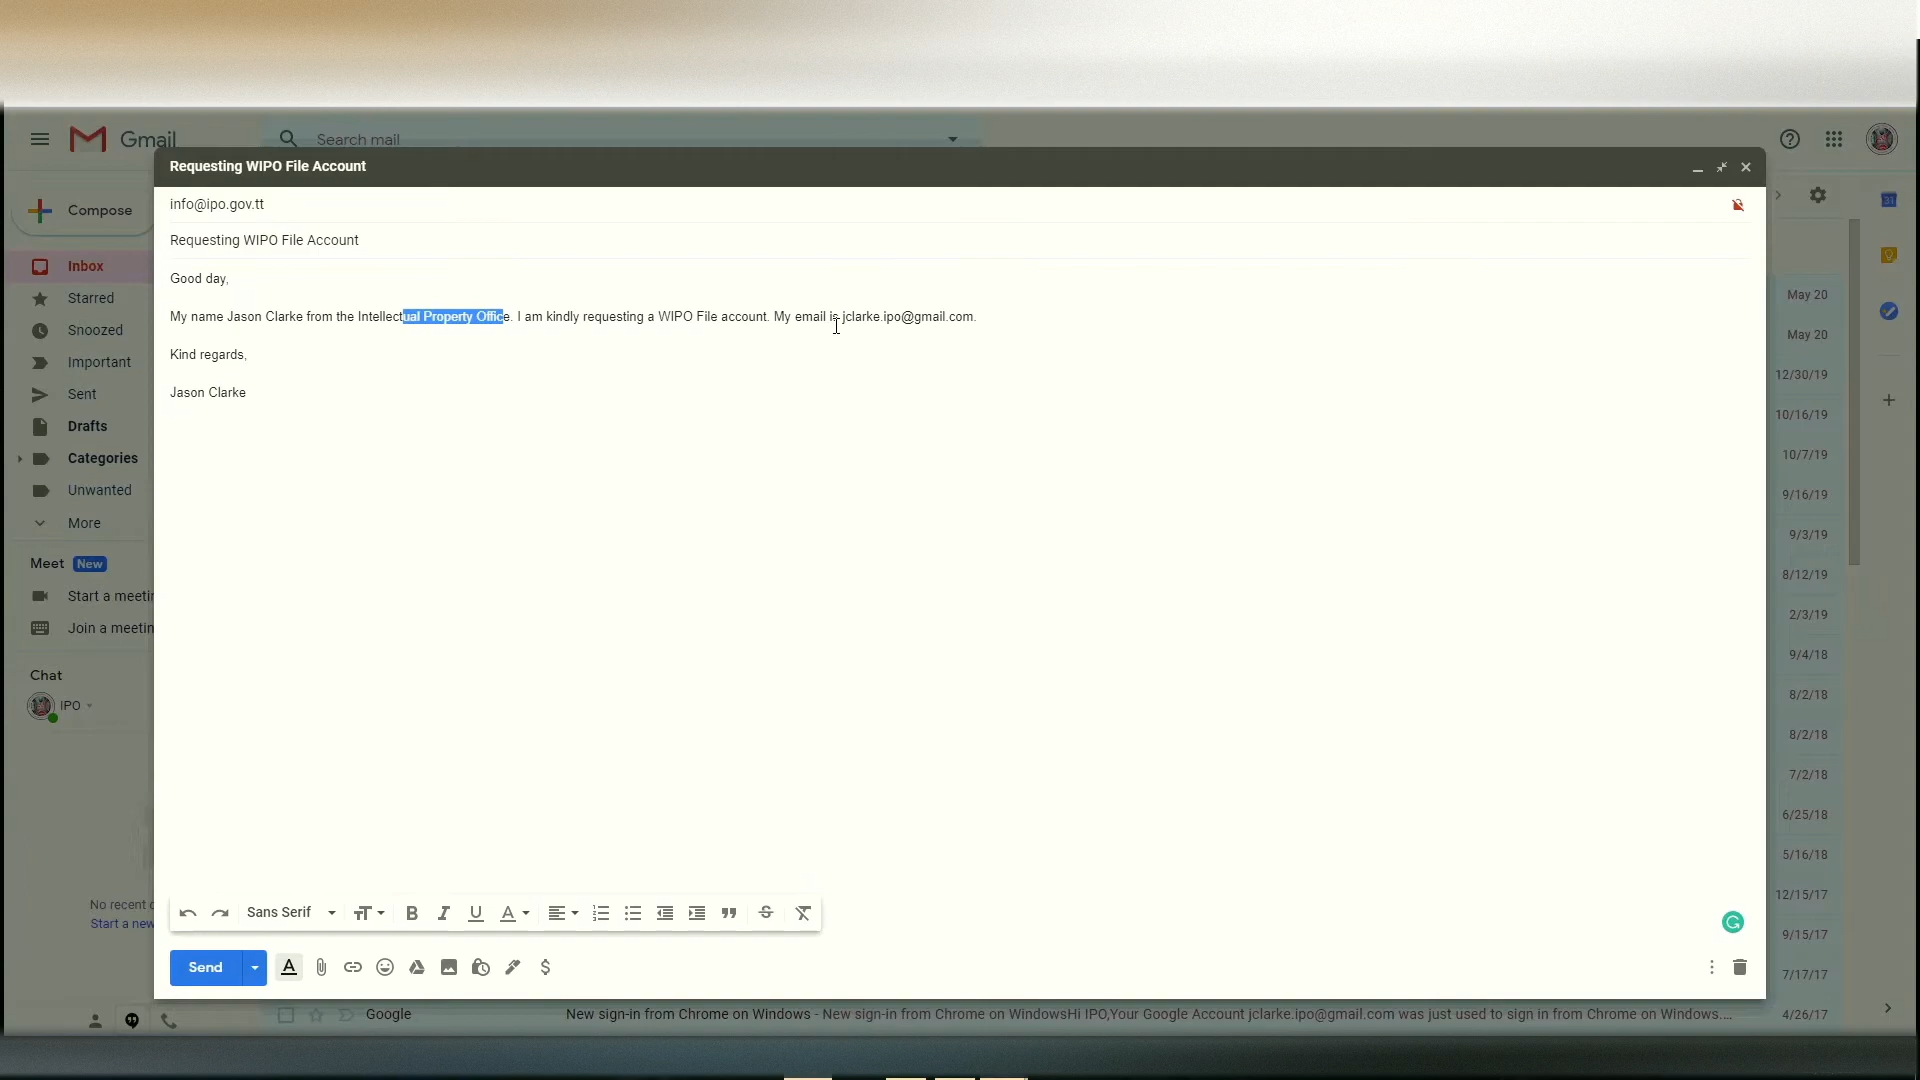 Gmail
Search mail
Requesting WIPO File Account
Compose
info@ipo.gov.tt
Requesting WIPO File Account
Inbox
Good day,
Starred
My name Jason Clarke from the Intellectual Property Office. I am kindly requesting a WIPO File account. My email is jclarke.ipo@gmail.com.
Snoozed
Kind regards,
Important
Jason Clarke
Sent
Drafts
Categories
Unwanted
More
Meet New
Start a meetin
Join a meetin
Chat
IPO
No recent c
Start a new
31
May 20
May 20
12/30/19
10/16/19
10/7/19
9/16/19
9/3/19
8/12/19
2/3/19
9/4/18
8/2/18
8/2/18
7/2/18
6/25/18
5/16/18
12/15/17
9/15/17
7/17/17
4/26/17
Sans Serif
Send
Google New sign-in from Chrome on Windows - New sign-in from Chrome on WindowsHi IPO,Your Google Account jclarke.ipo@gmail.com was just used to sign in from Chrome on Windows....